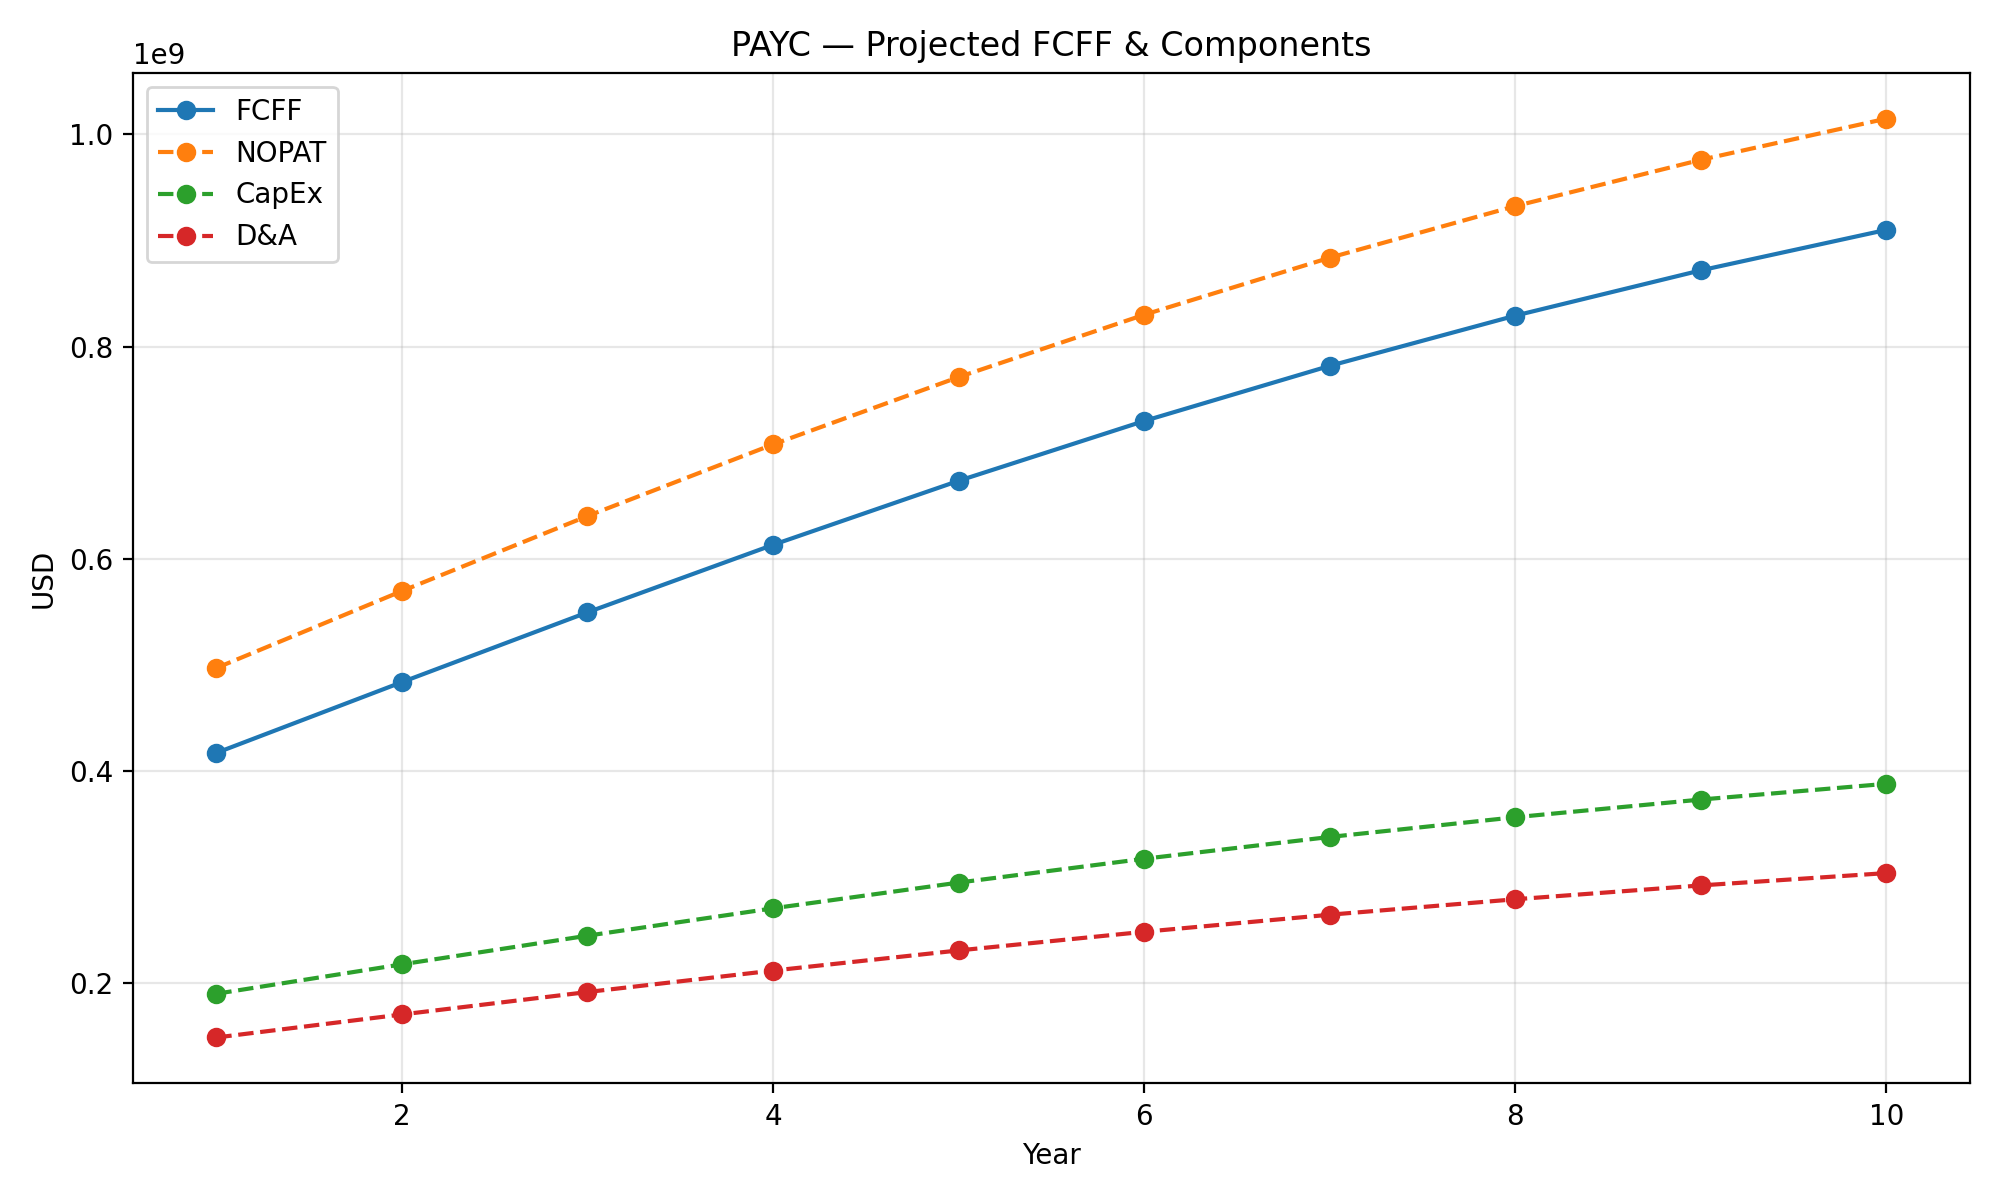 PAYC — Projected FCFF & Components
1e9
FCFF
NOPAT
CapEx
D&A
1.0
0.8
0.6
0.4
0.2
USD
2 4 6 8 10
Year